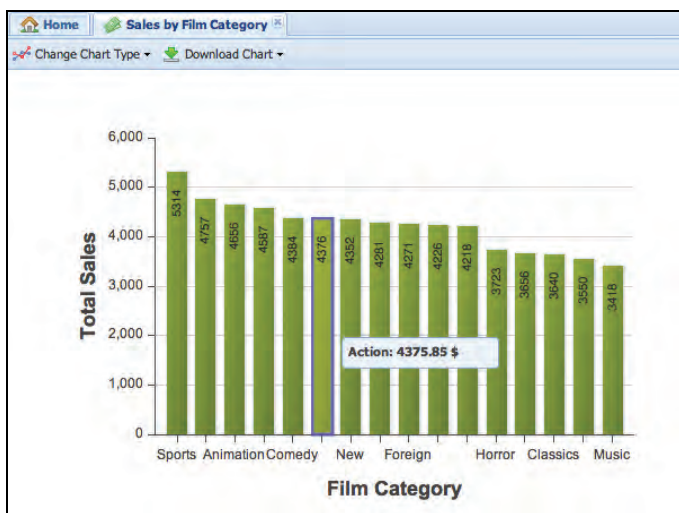 Home Sales by Film Category
Change Chart Type Download Chart
6,000
5,000
4,000
3,000
2,000
1,000
0
Total Sales
5314 4757 4656 4587 4384 4376 4352 4281 4271 4226 4218 3723 3656 3640 3550 3418
Action: 4375.85 $
Sports Animation Comedy New Foreign Horror Classics Music
Film Category